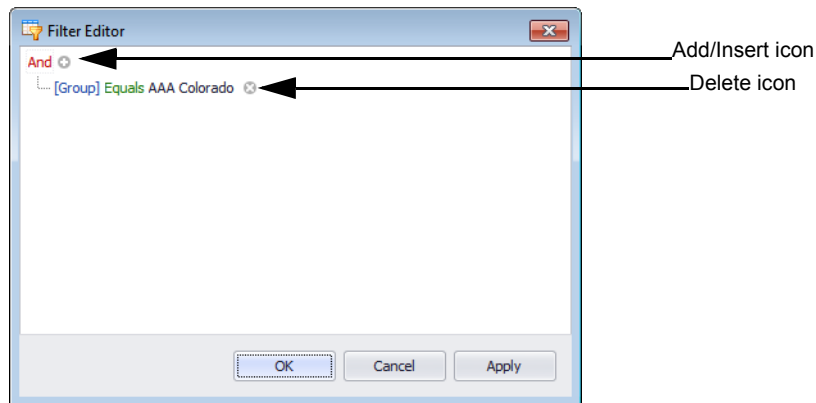 Filter Editor
And
Add/Insert icon
[Group] Equals AAA Colorado
Delete icon
OK
Cancel
Apply